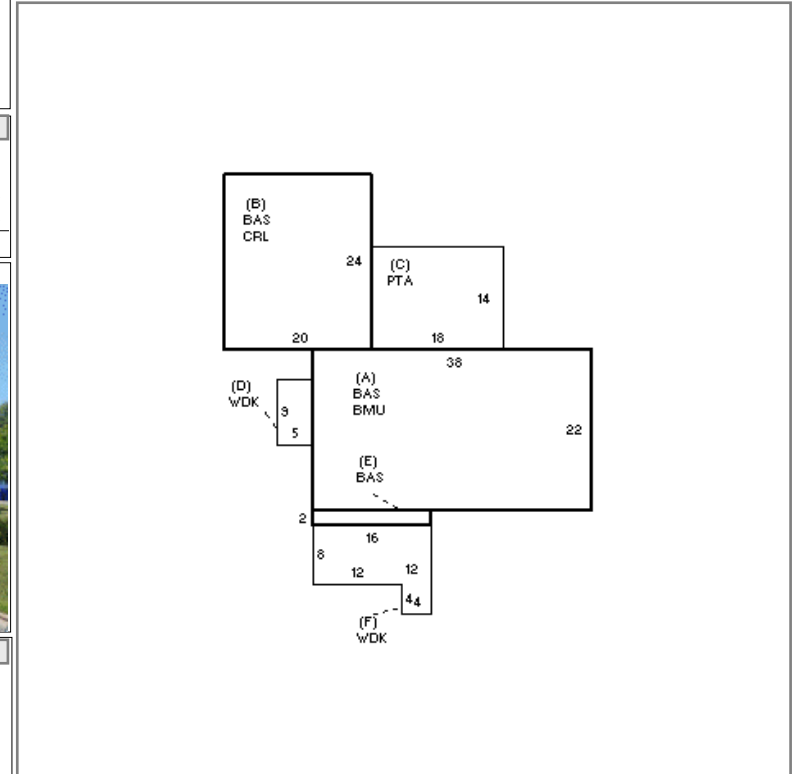 (B)
BAS
CRL
24
20
(C)
PTA
14
18
38
(A)
BAS
BMU
22
(D)
WDK
9
5
(E)
BAS
2
16
8
12
12
4
4
(F)
WDK